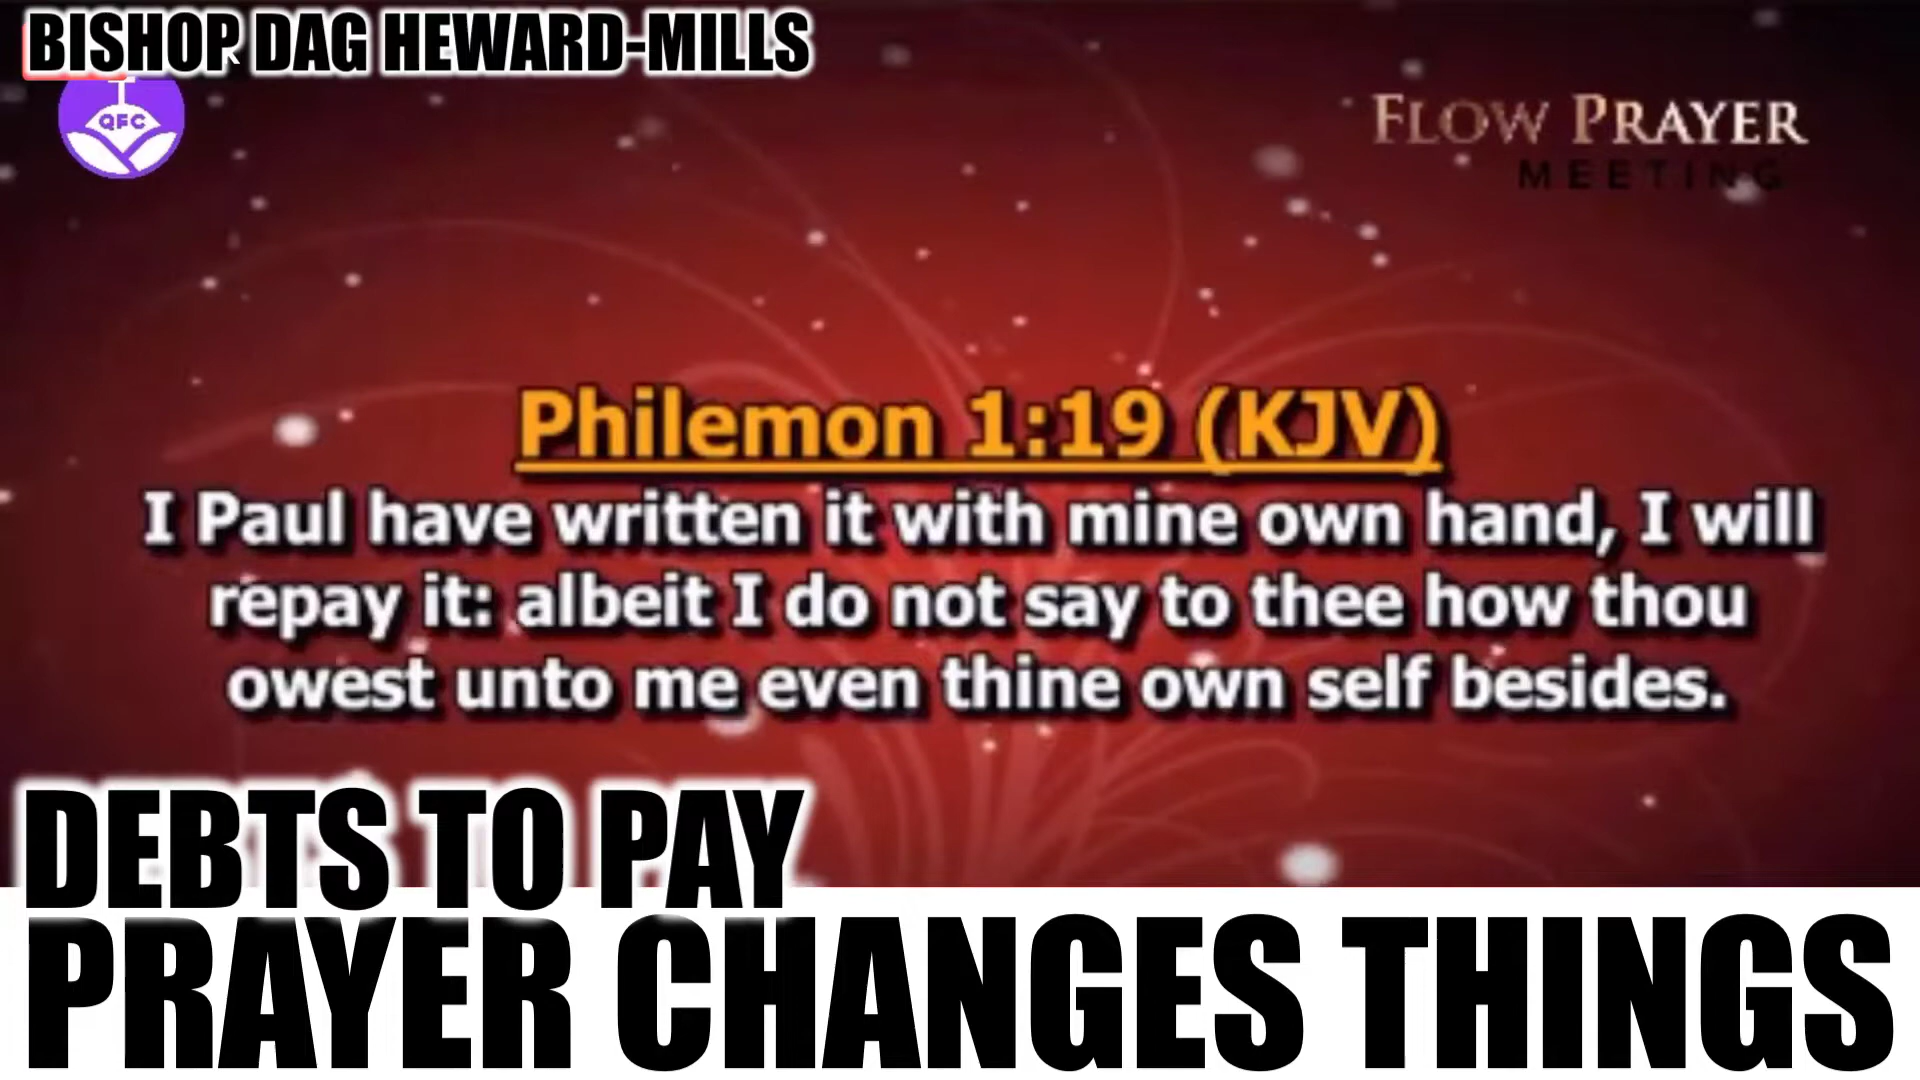 BISHOP DAG HEWARD-MILLS
QFC
FLOW PRAYER
MEETING
Philemon 1:19 (KJV)
I Paul have written it with mine own hand, I will
repay it: albeit I do not say to thee how thou
owest unto me even thine own self besides.
DEBTS TO PAY
PRAYER CHANGES THINGS